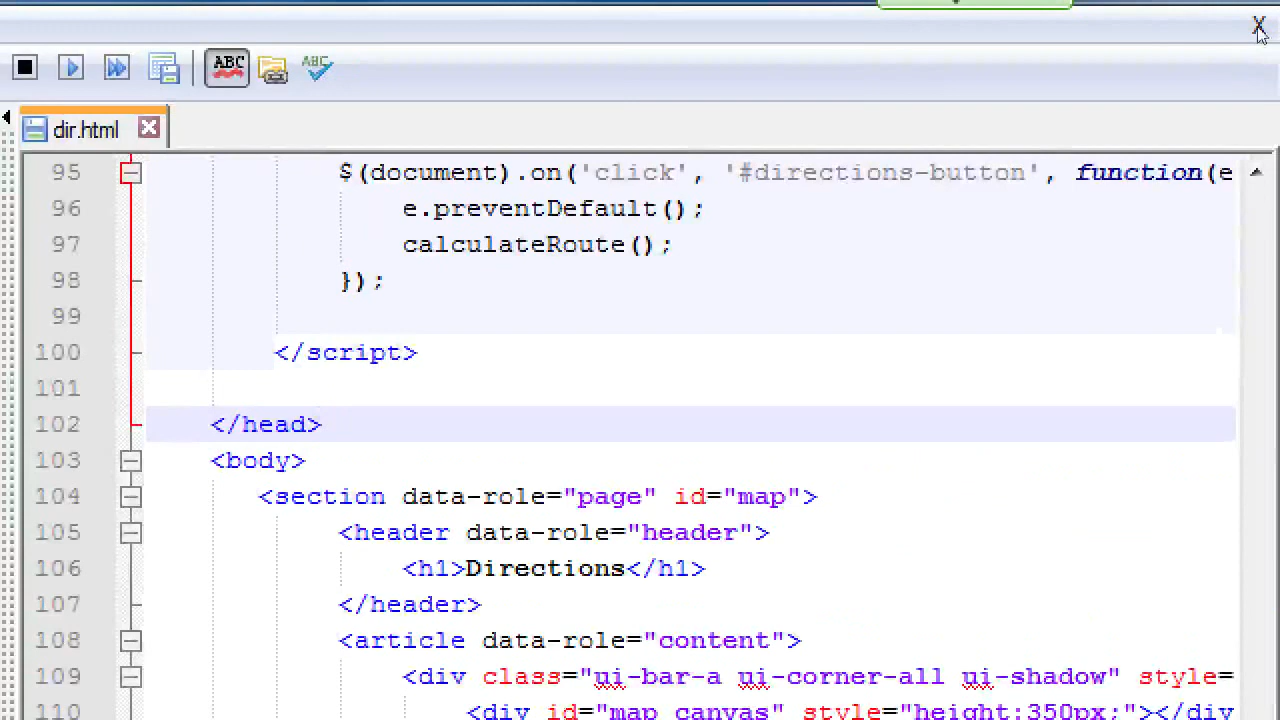 X
ABC
ABC
dir.html
95 $(document).on('click', '#directions-button', function(e
96 e.preventDefault();
97 calculateRoute();
98 });
99
100 </script>
101
102 </head>
103 <body>
104 <section data-role="page" id="map">
105 <header data-role="header">
106 <h1>Directions</h1>
107 </header>
108 <article data-role="content">
109 <div class="ui-bar-a ui-corner-all ui-shadow" style=
110 <div id="map_canvas" style="height:350px;"></div